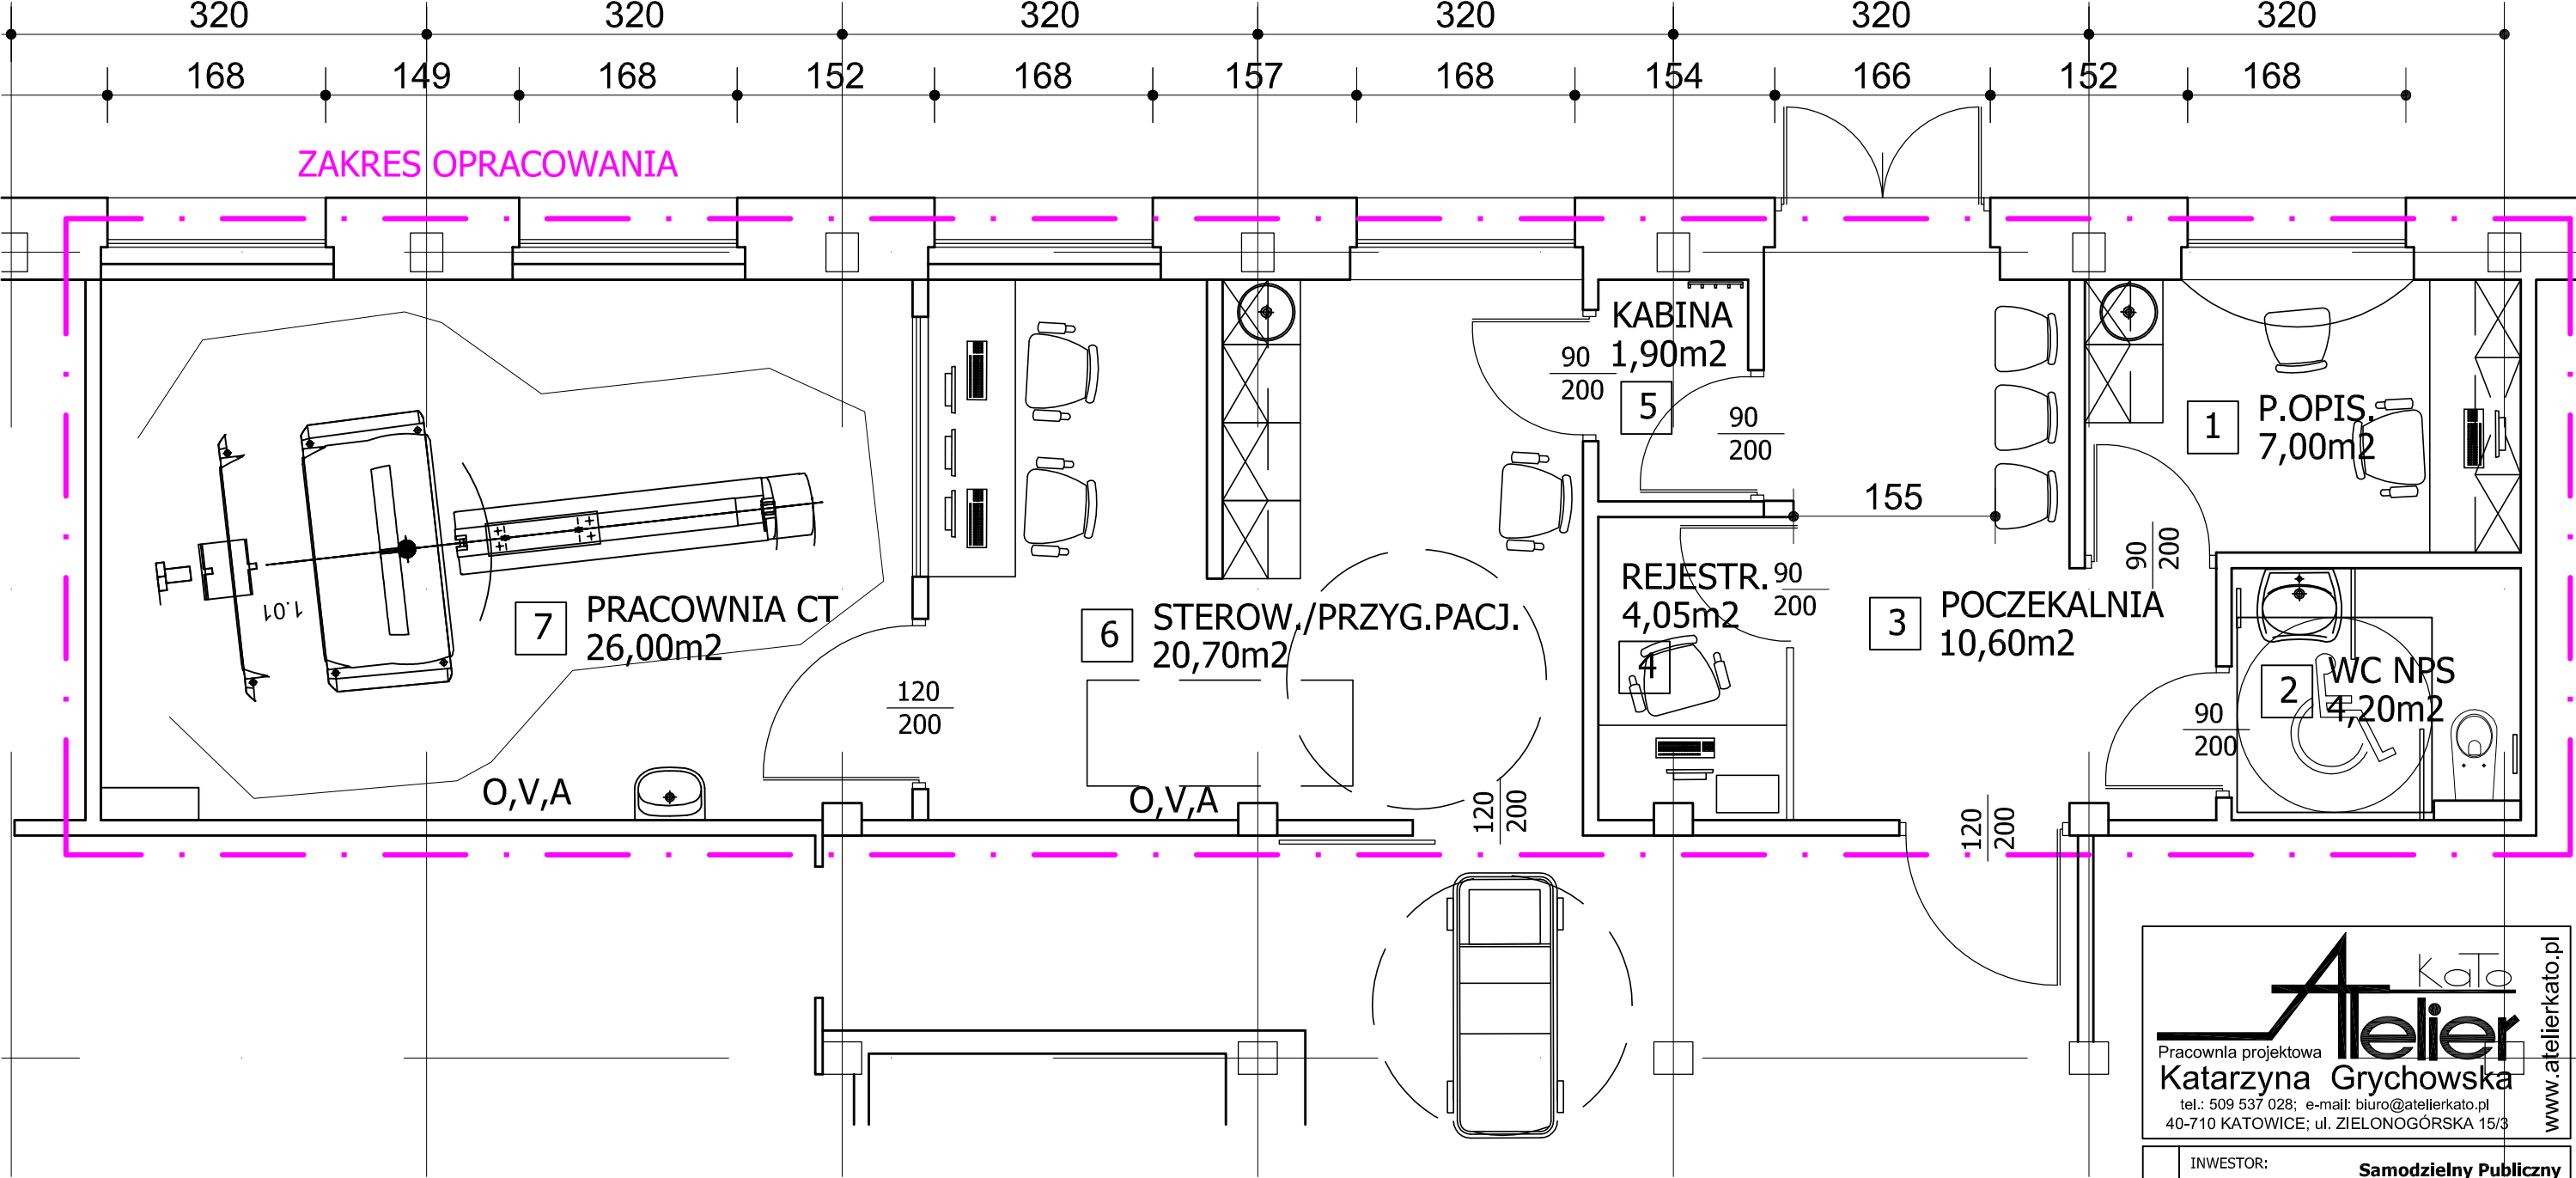 320 320 320 320 320 320
168 149 168 152 168 157 168 154 166 152 168
ZAKRES OPRACOWANIA
KABINA
1,90m2
5
90
200
90
200
1
P.OPIS.
7,00m2
155
90
200
1.01
7
PRACOWNIA CT
26,00m2
120
200
6
STEROW./PRZYG.PACJ.
20,70m2
REJESTR.
4,05m2
4
90
200
3
POCZEKALNIA
10,60m2
2
WC NPS
4,20m2
90
200
O,V,A
O,V,A
120
200
120
200
KaTo
Atelier
www.atelierkato.pl
Pracownia projektowa
Katarzyna Grychowska
tel.: 509 537 028; e-mail: biuro@atelierkato.pl
40-710 KATOWICE; ul. ZIELONOGÓRSKA 15/3
INWESTOR:
Samodzielny Publiczny